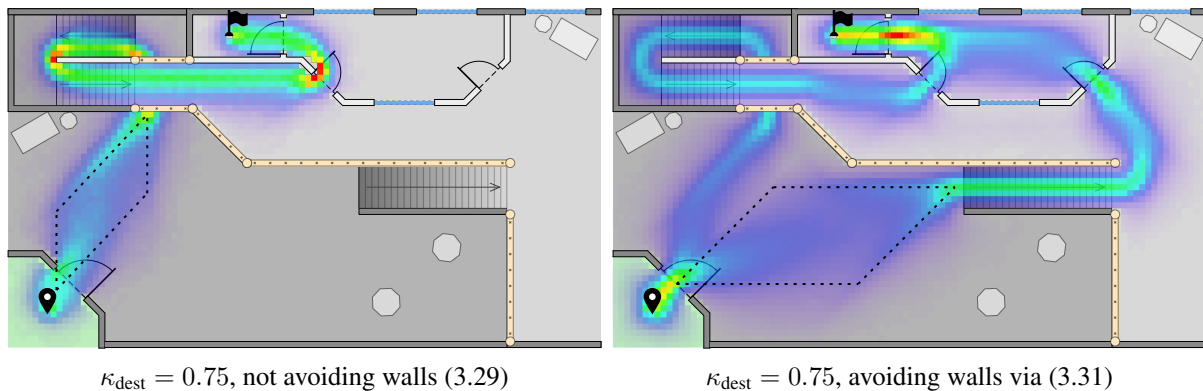 κ_dest = 0.75, not avoiding walls (3.29)
κ_dest = 0.75, avoiding walls via (3.31)